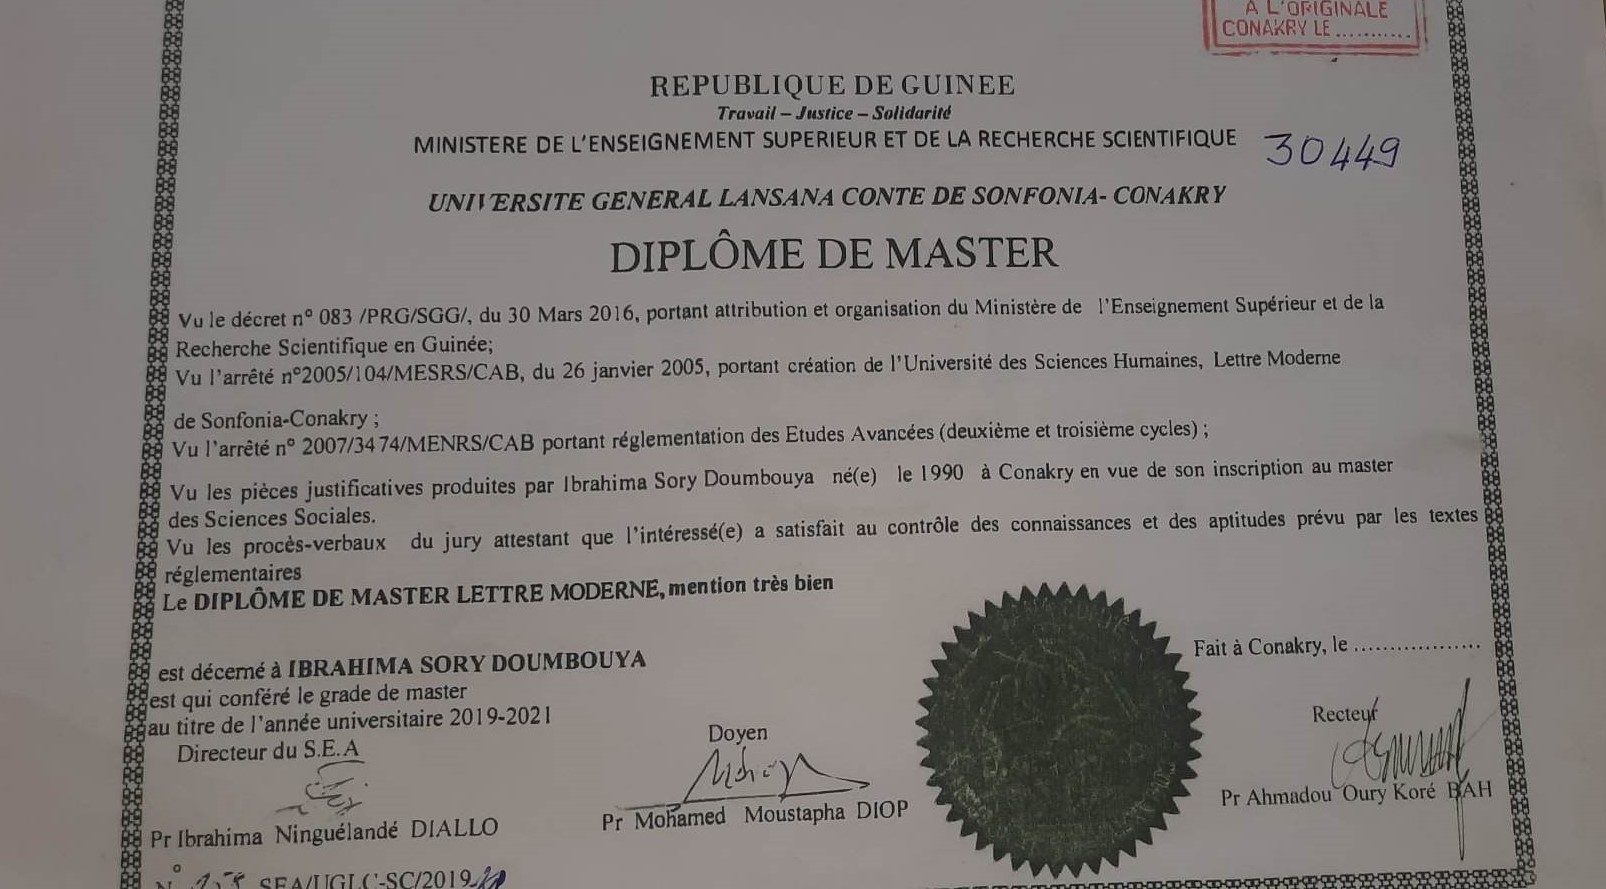 A L'ORIGINALE
CONAKRY LE ...........
REPUBLIQUE DE GUINEE
Travail – Justice – Solidarité
MINISTERE DE L'ENSEIGNEMENT SUPERIEUR ET DE LA RECHERCHE SCIENTIFIQUE
30449
UNIVERSITE GENERAL LANSANA CONTE DE SONFONIA- CONAKRY
DIPLÔME DE MASTER
Vu le décret n° 083 /PRG/SGG/, du 30 Mars 2016, portant attribution et organisation du Ministère de l'Enseignement Supérieur et de la
Recherche Scientifique en Guinée;
Vu l'arrêté n°2005/104/MESRS/CAB, du 26 janvier 2005, portant création de l'Université des Sciences Humaines, Lettre Moderne
de Sonfonia-Conakry ;
Vu l'arrêté n° 2007/3474/MENRS/CAB portant réglementation des Etudes Avancées (deuxième et troisième cycles) ;
Vu les pièces justificatives produites par Ibrahima Sory Doumbouya né(e) le 1990 à Conakry en vue de son inscription au master
des Sciences Sociales.
Vu les procès-verbaux du jury attestant que l'intéressé(e) a satisfait au contrôle des connaissances et des aptitudes prévu par les textes
réglementaires
Le DIPLÔME DE MASTER LETTRE MODERNE, mention très bien
Fait à Conakry, le ..................
est décerné à IBRAHIMA SORY DOUMBOUYA
est qui conféré le grade de master
au titre de l'année universitaire 2019-2021
Directeur du S.E.A
Doyen
Recteur
Pr Ibrahima Ninguélandé DIALLO
Pr Mohamed Moustapha DIOP
Pr Ahmadou Oury Koré BAH
N° SEA/UGLC-SC/2019